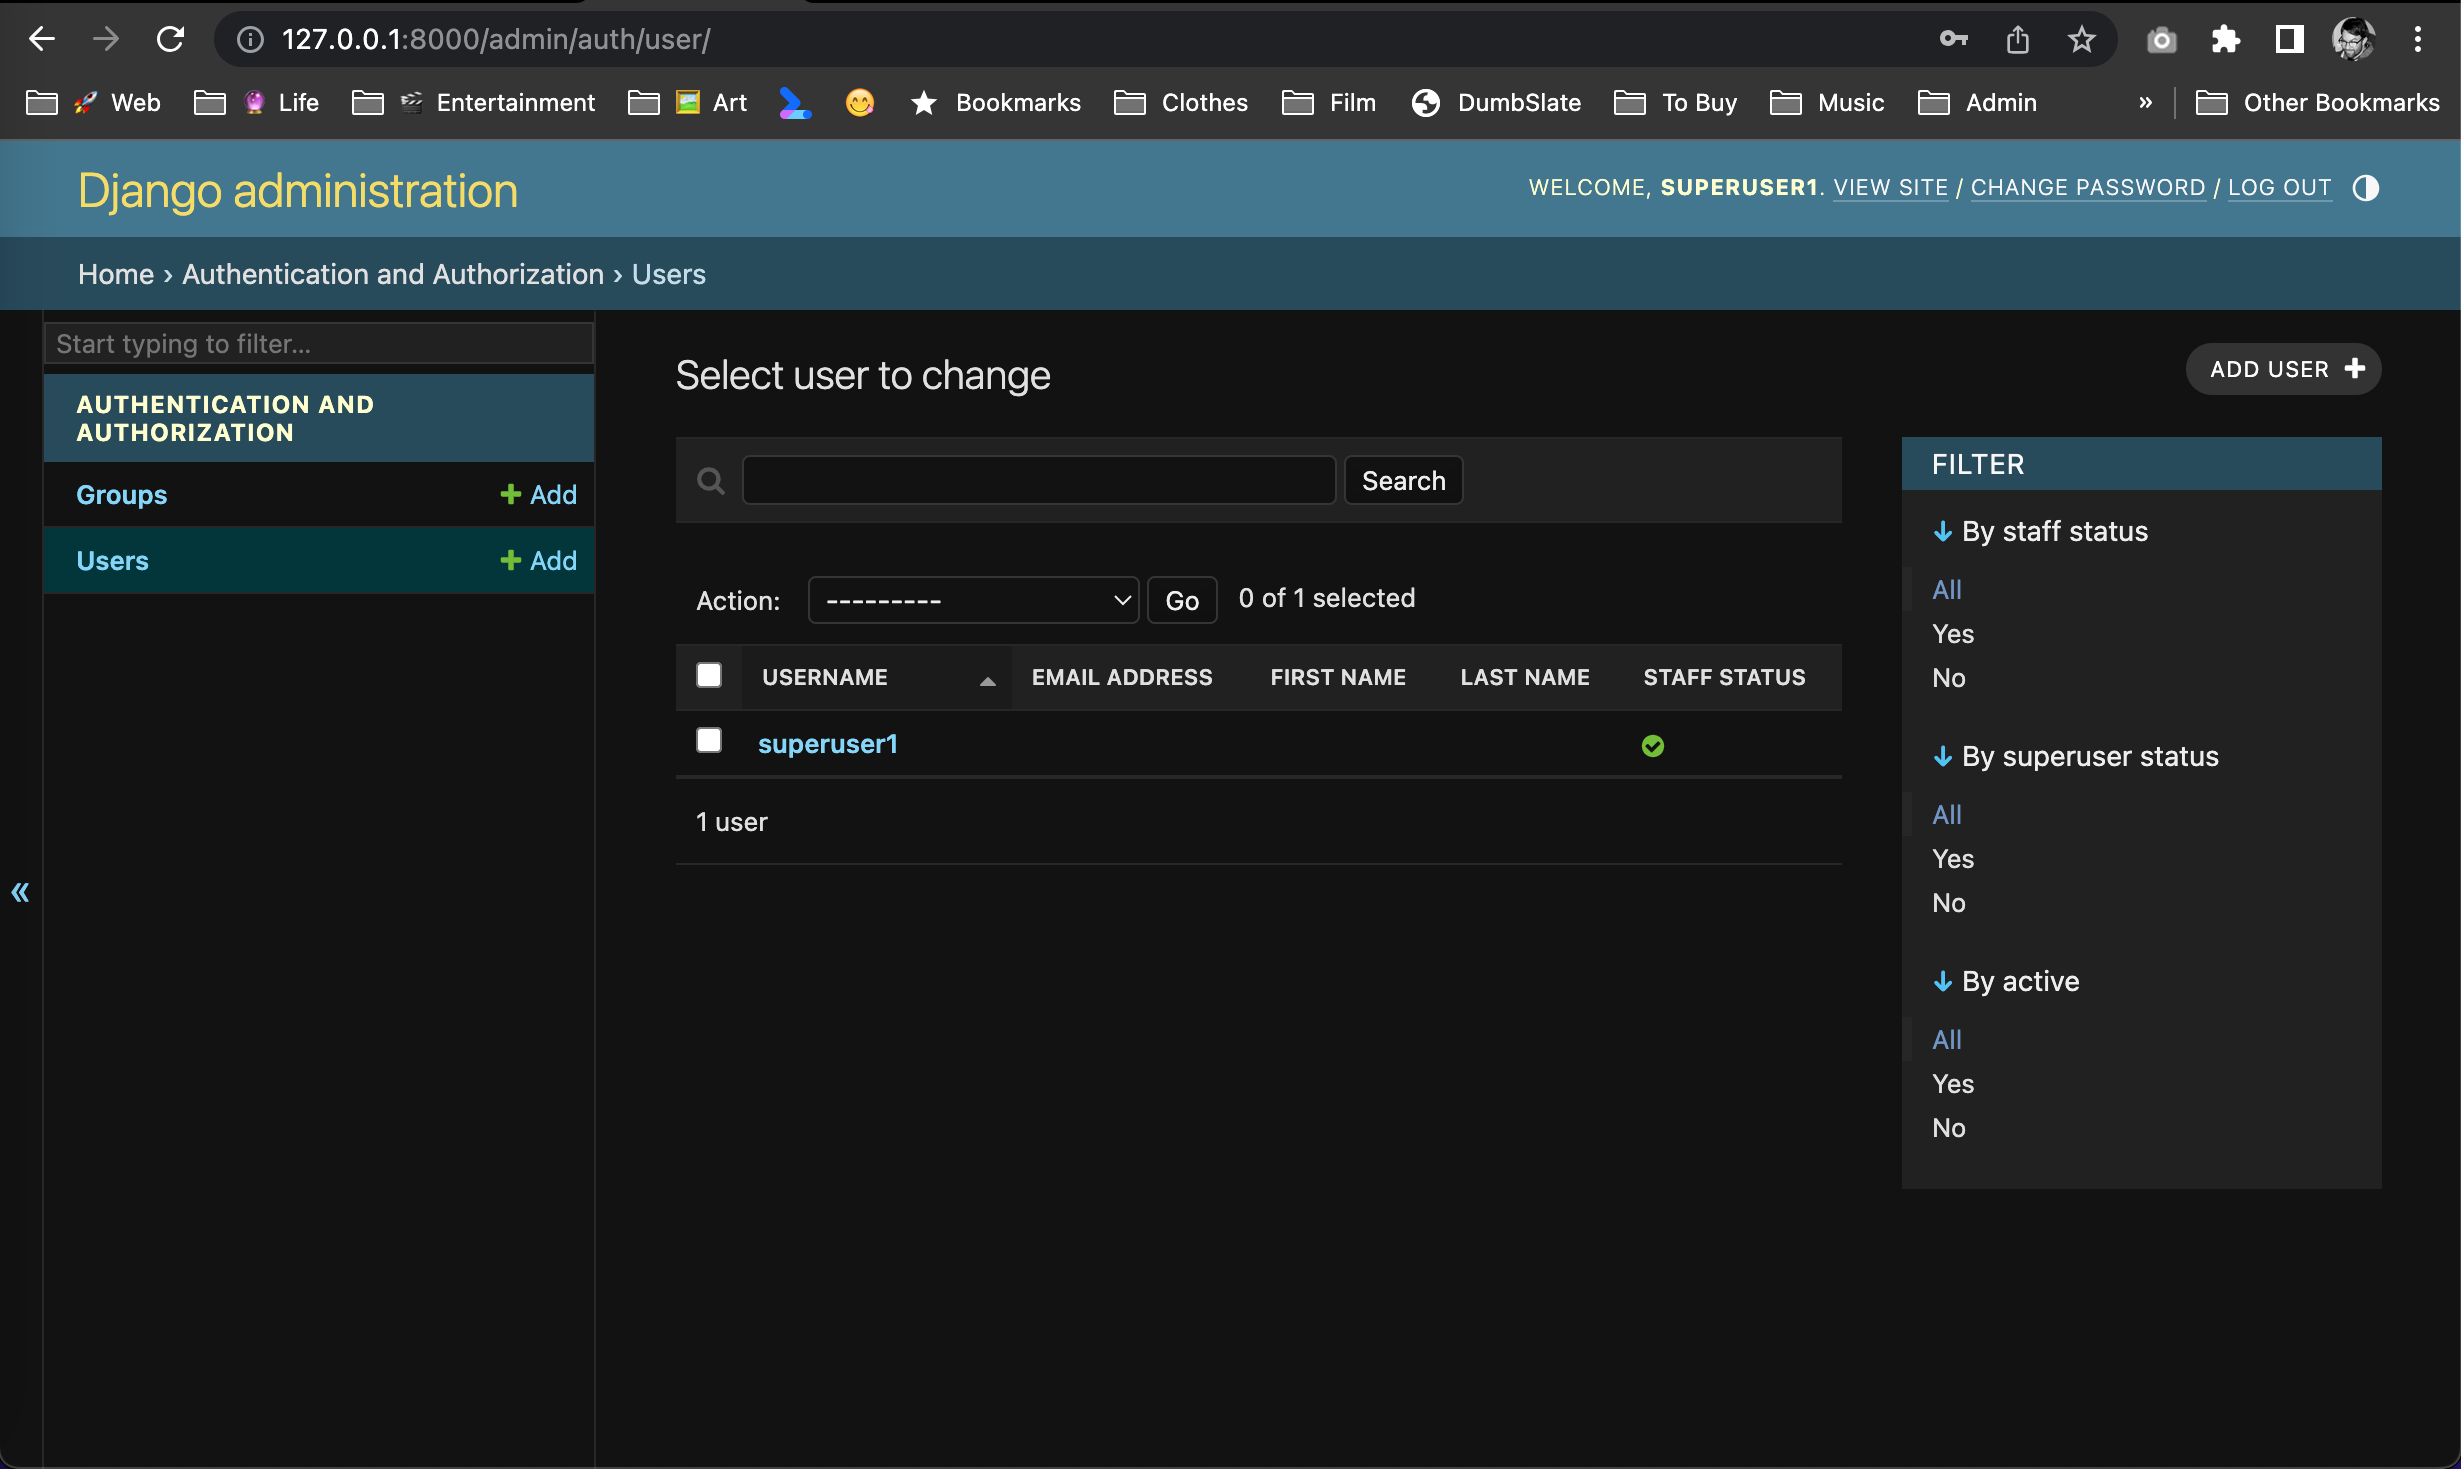 127.0.0.1:8000/admin/auth/user/
Web Life Entertainment Art Bookmarks Clothes Film DumbSlate To Buy Music Admin » Other Bookmarks
Django administration
WELCOME, SUPERUSER1. VIEW SITE / CHANGE PASSWORD / LOG OUT
Home › Authentication and Authorization › Users
Start typing to filter...
AUTHENTICATION AND
AUTHORIZATION
Groups + Add
Users + Add
«
Select user to change
ADD USER +
Search
Action: --------- Go 0 of 1 selected
USERNAME EMAIL ADDRESS FIRST NAME LAST NAME STAFF STATUS
superuser1
1 user
FILTER
↓ By staff status
All
Yes
No
↓ By superuser status
All
Yes
No
↓ By active
All
Yes
No